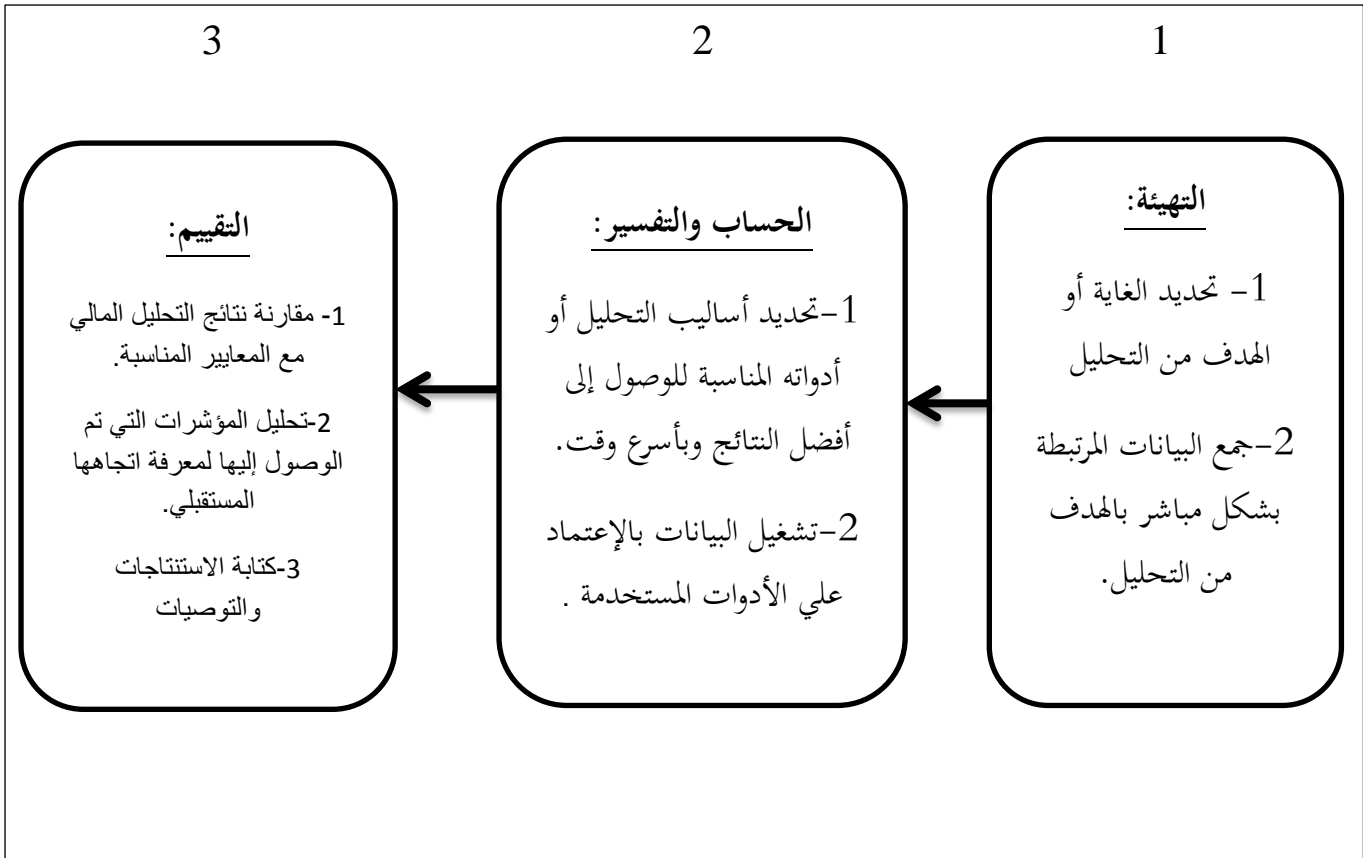 1
2
3
التهيئة:
1- تحديد الغاية أو
الهدف من التحليل
2-جمع البيانات المرتبطة
بشكل مباشر بالهدف
من التحليل.
الحساب والتفسير:
1-تحديد أساليب التحليل أو
أدواته المناسبة للوصول إلى
أفضل النتائج وبأسرع وقت.
2-تشغيل البيانات بالإعتماد
علي الأدوات المستخدمة .
التقييم:
1- مقارنة نتائج التحليل المالي
مع المعايير المناسبة.
2-تحليل المؤشرات التي تم
الوصول إليها لمعرفة اتجاهها
المستقبلي.
3-كتابة الاستنتاجات
والتوصيات